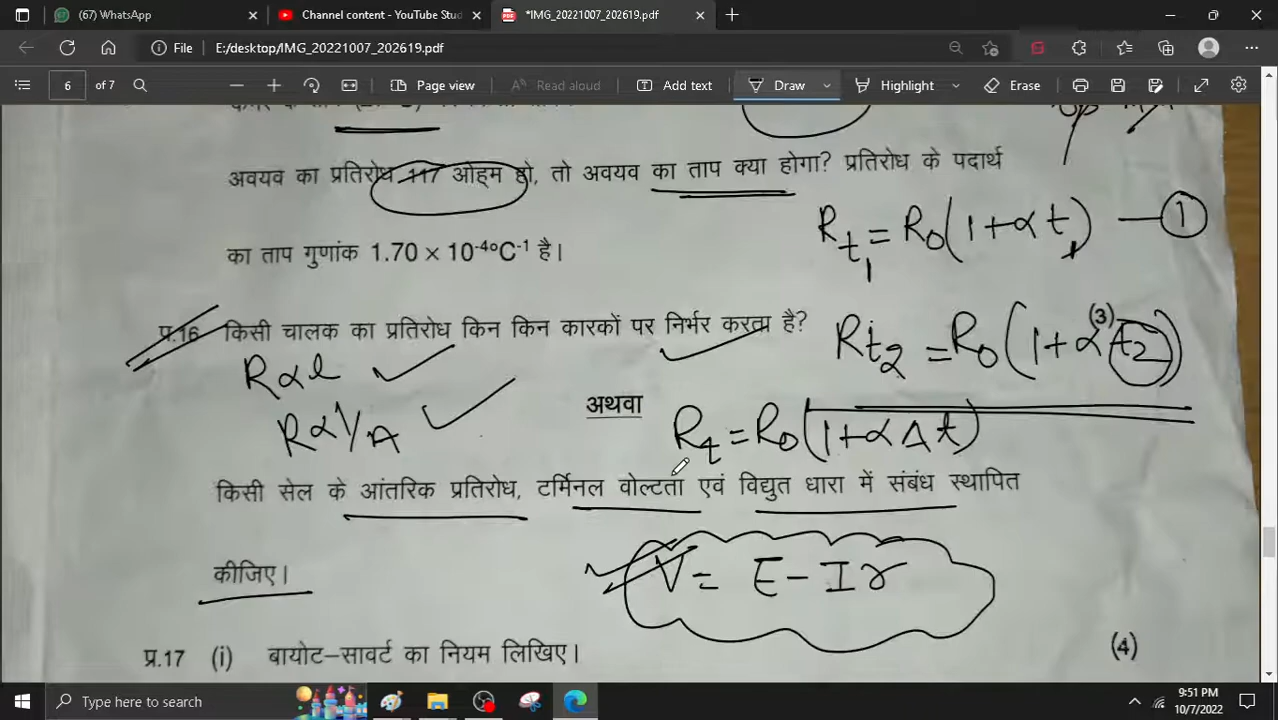 (67) WhatsApp
Channel content - YouTube Stud
*IMG_20221007_202619.pdf
File
E:/desktop/IMG_20221007_202619.pdf
6 of 7
Page view
Read aloud
Add text
Draw
Highlight
Erase
अवयव का प्रतिरोध 117 ओह्म हो, तो अवयव का ताप क्या होगा? प्रतिरोध के पदार्थ
का ताप गुणांक 1.70 × 10⁻⁴°C⁻¹ है।
Rt₁ = R₀(1+αt₁) — ①
प्र.16 किसी चालक का प्रतिरोध किन किन कारकों पर निर्भर करता है?
(3)
Rt₂ = R₀(1+αt₂)
Rαl
Rα1/A
अथवा
Rt = R₀(1+αΔt)
किसी सेल के आंतरिक प्रतिरोध, टर्मिनल वोल्टता एवं विद्युत धारा में संबंध स्थापित
कीजिए।
V = E - Ir
प्र.17 (i) बायोट–सावर्ट का नियम लिखिए।
(4)
Type here to search
9:51 PM
10/7/2022